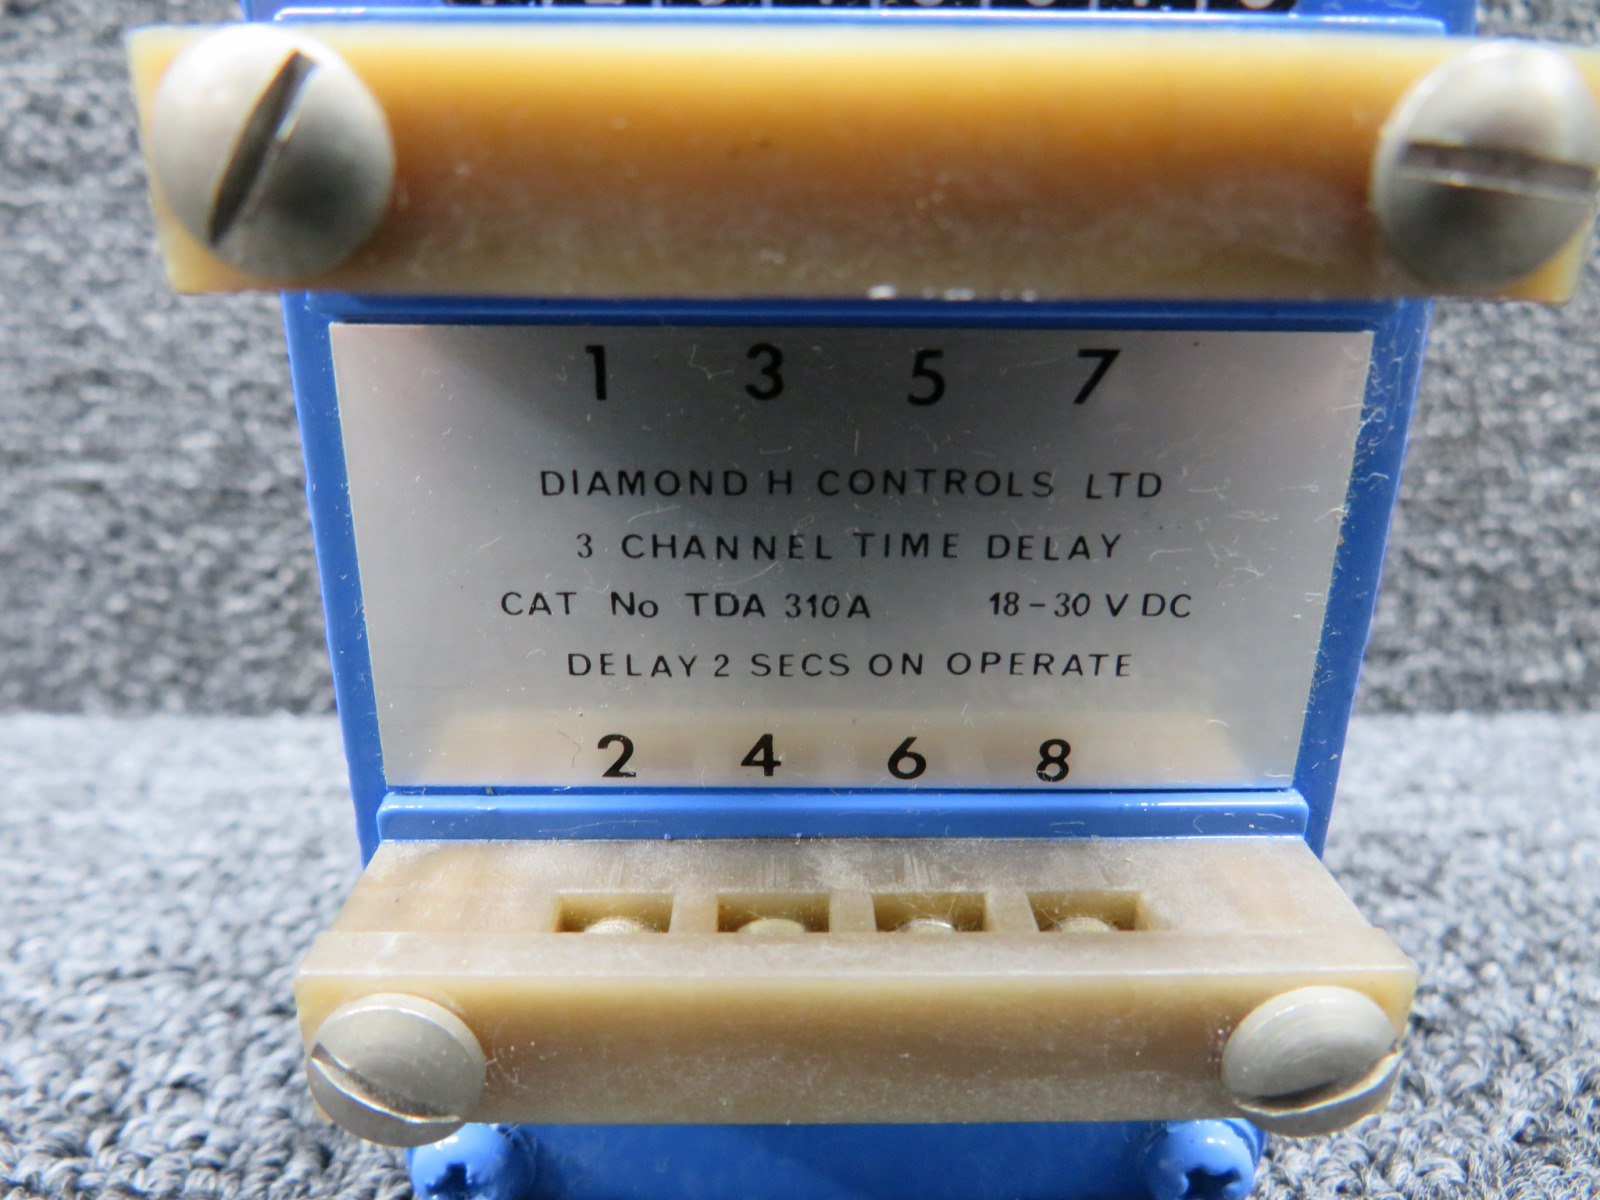 1 3 5 7
DIAMOND H CONTROLS LTD
3 CHANNEL TIME DELAY
CAT No TDA 310A 18-30 V DC
DELAY 2 SECS ON OPERATE
2 4 6 8